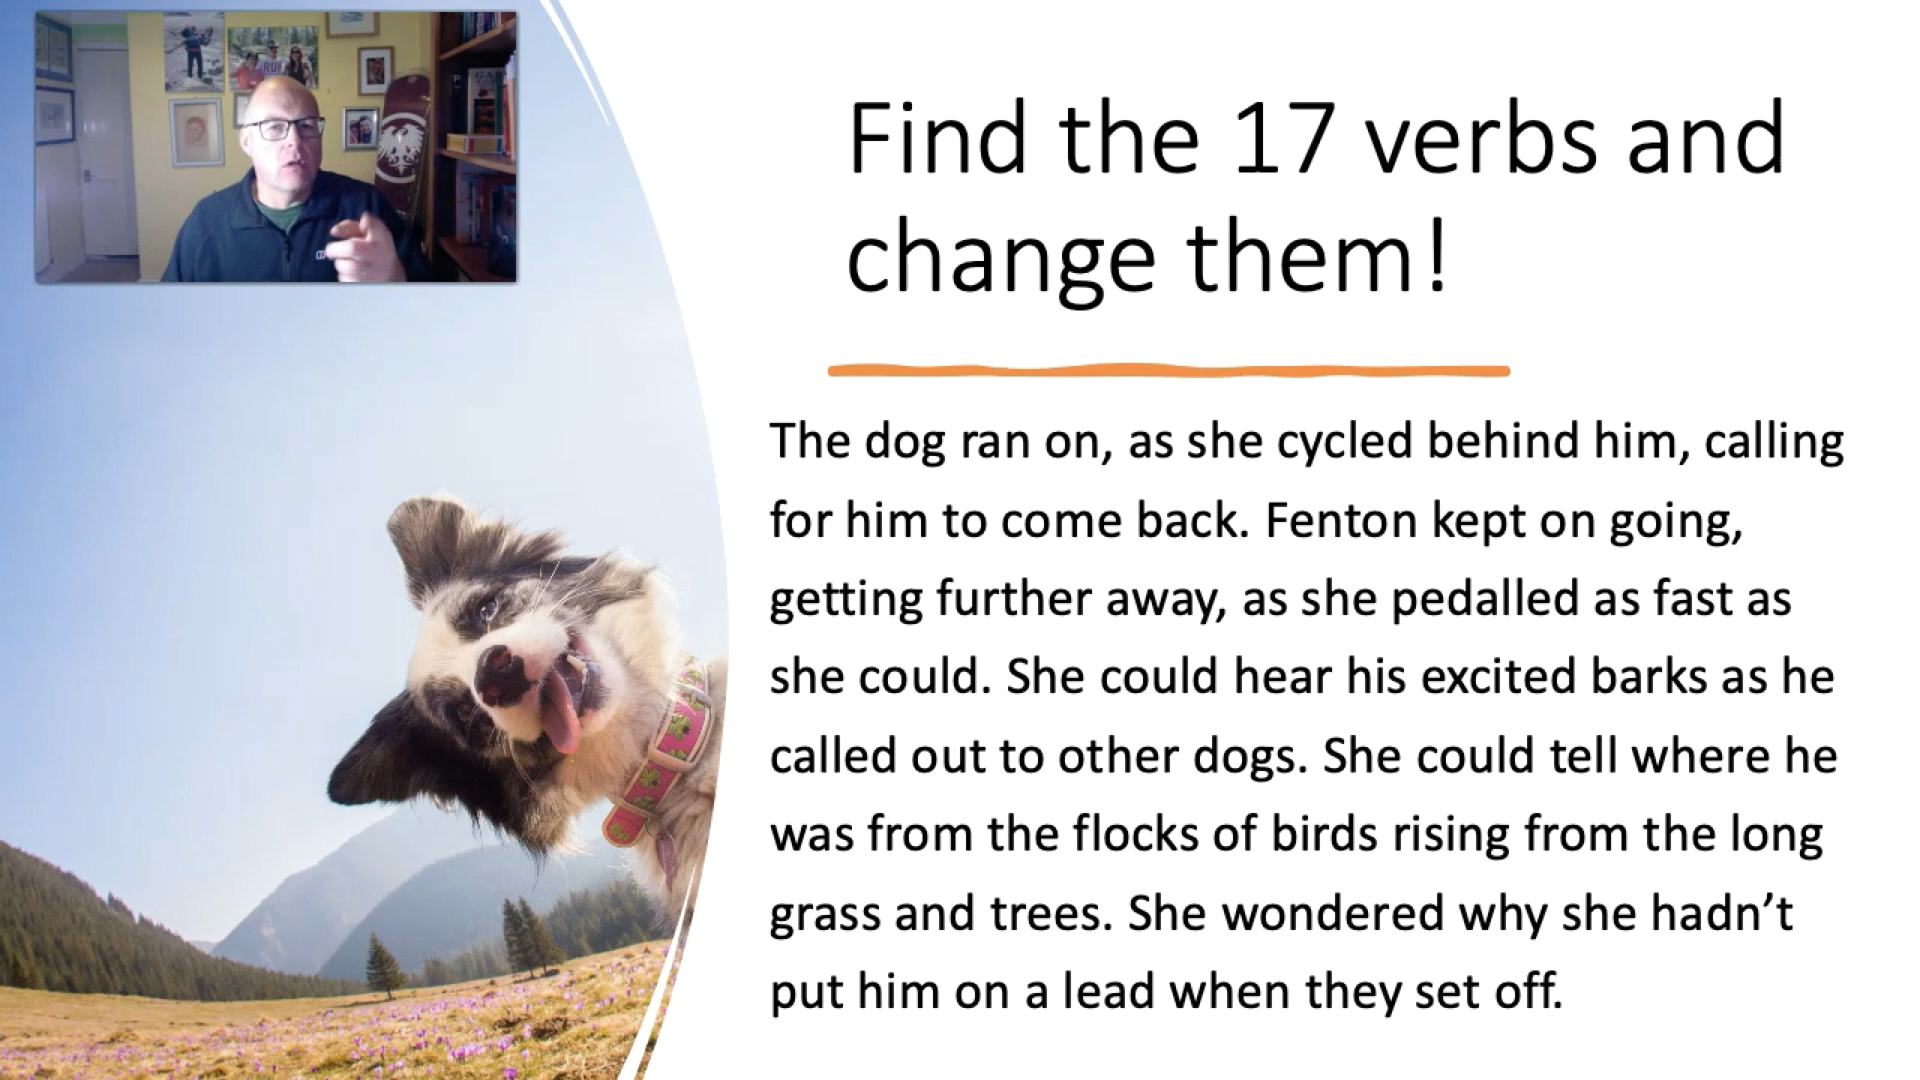 Find the 17 verbs and
change them!
The dog ran on, as she cycled behind him, calling
for him to come back. Fenton kept on going,
getting further away, as she pedalled as fast as
she could. She could hear his excited barks as he
called out to other dogs. She could tell where he
was from the flocks of birds rising from the long
grass and trees. She wondered why she hadn’t
put him on a lead when they set off.